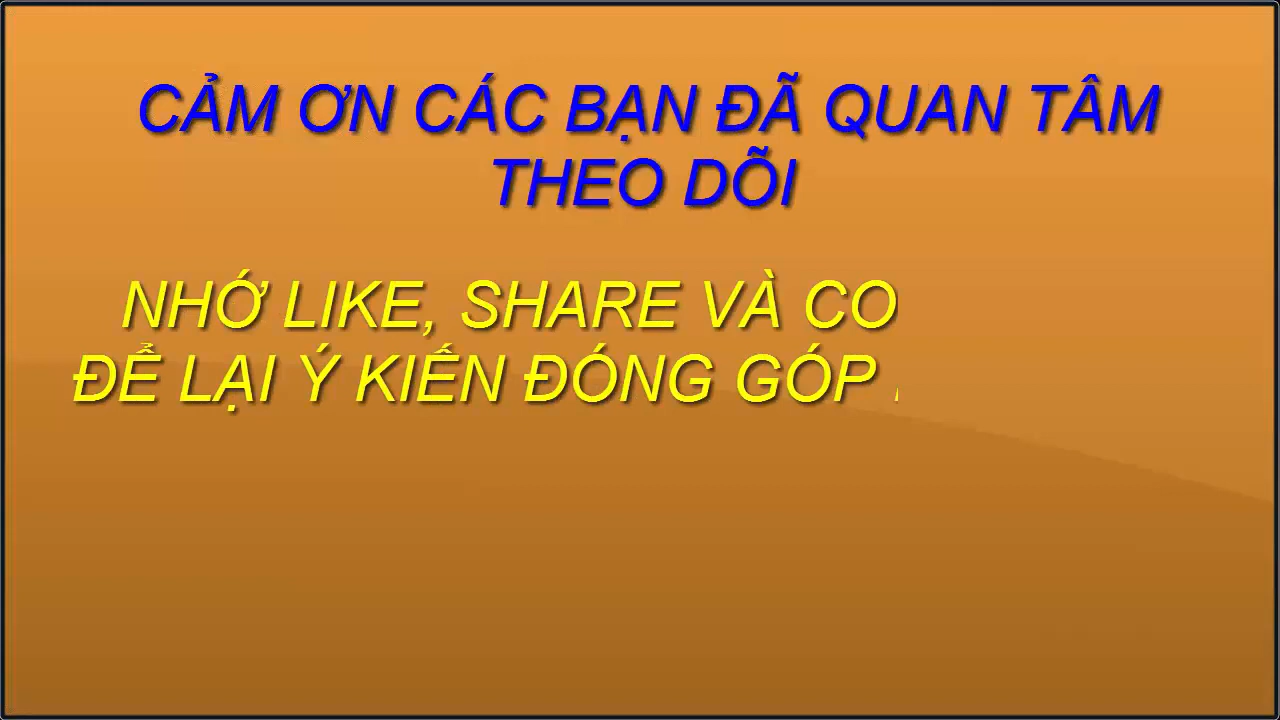 CẢM ƠN CÁC BẠN ĐÃ QUAN TÂM
THEO DÕI
NHỚ LIKE, SHARE VÀ CO
ĐỂ LẠI Ý KIẾN ĐÓNG GÓP